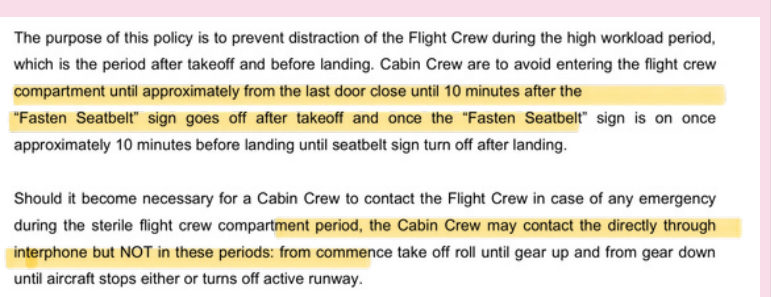 The purpose of this policy is to prevent distraction of the Flight Crew during the high workload period,
which is the period after takeoff and before landing. Cabin Crew are to avoid entering the flight crew
compartment until approximately from the last door close until 10 minutes after the
“Fasten Seatbelt” sign goes off after takeoff and once the “Fasten Seatbelt” sign is on once
approximately 10 minutes before landing until seatbelt sign turn off after landing.
Should it become necessary for a Cabin Crew to contact the Flight Crew in case of any emergency
during the sterile flight crew compartment period, the Cabin Crew may contact the directly through
interphone but NOT in these periods: from commence take off roll until gear up and from gear down
until aircraft stops either or turns off active runway.